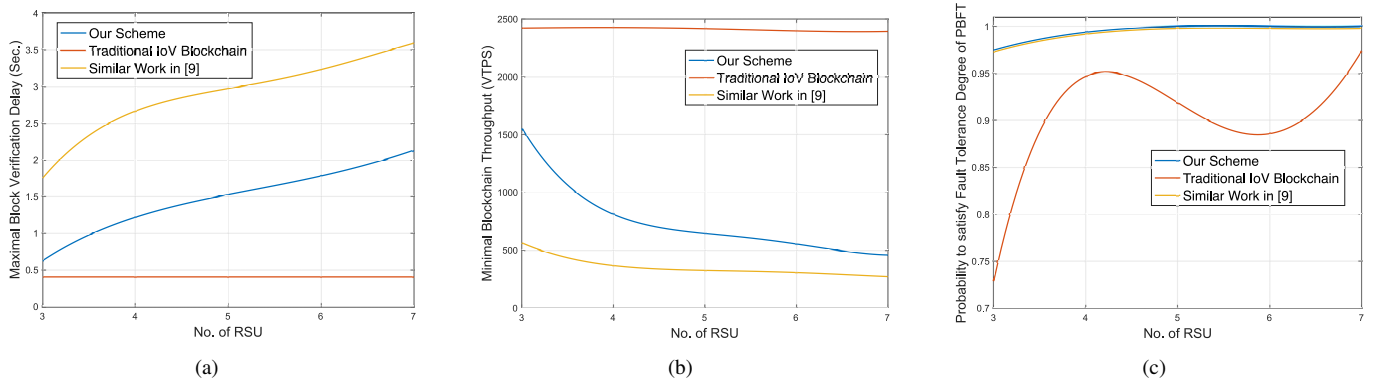 Maximal Block Verification Delay (Sec.)
4
3.5
3
2.5
2
1.5
1
0.5
0
Our Scheme
Traditional IoV Blockchain
Similar Work in [9]
3 4 5 6 7
No. of RSU
(a)
Minimal Blockchain Throughput (VTPS)
2500
2000
1500
1000
500
0
Our Scheme
Traditional IoV Blockchain
Similar Work in [9]
3 4 5 6 7
No. of RSU
(b)
Probability to satisfy Fault Tolerance Degree of PBFT
1
0.95
0.9
0.85
0.8
0.75
0.7
Our Scheme
Traditional IoV Blockchain
Similar Work in [9]
3 4 5 6 7
No. of RSU
(c)